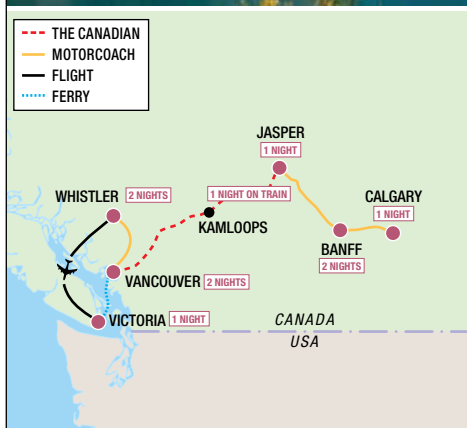 THE CANADIAN
MOTORCOACH
FLIGHT
FERRY
JASPER
1 NIGHT
WHISTLER 2 NIGHTS
1 NIGHT ON TRAIN
KAMLOOPS
CALGARY
1 NIGHT
BANFF
2 NIGHTS
VANCOUVER 2 NIGHTS
VICTORIA 1 NIGHT
CANADA
USA